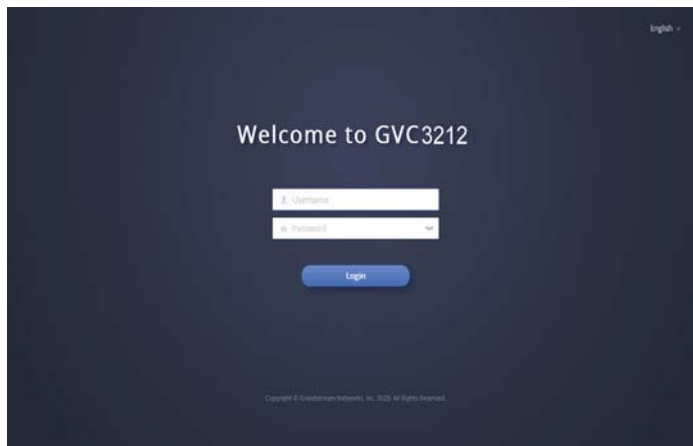 English
Welcome to GVC3212
Username
Password
Login
Copyright © Grandstream Networks, Inc. 2020. All Rights Reserved.